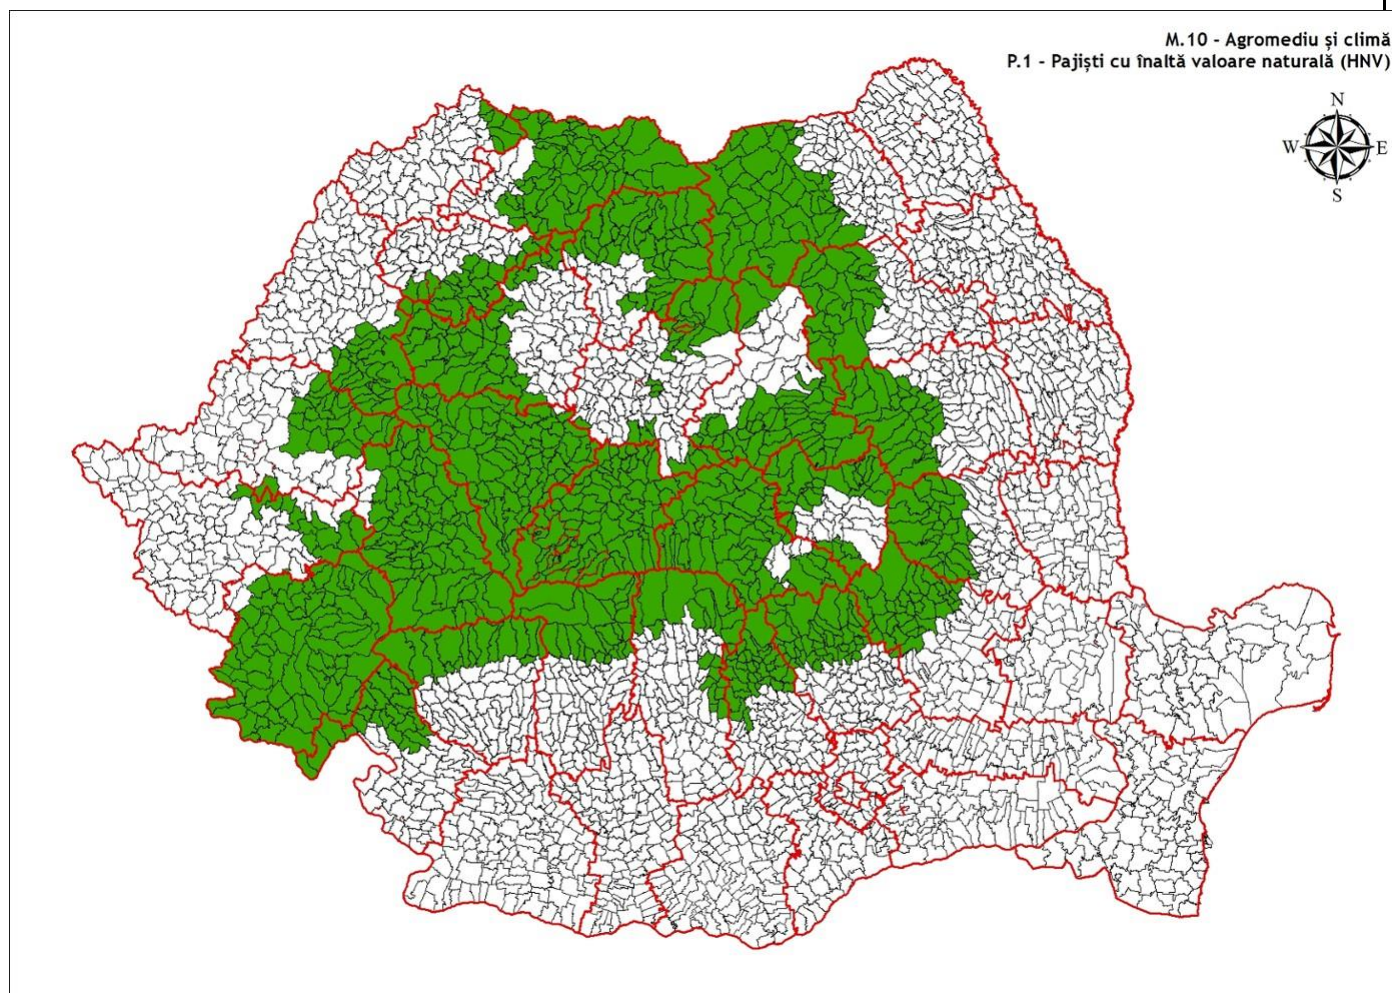 M.10 - Agromediu și climă
P.1 - Pajiști cu înaltă valoare naturală (HNV)
N
W E
S